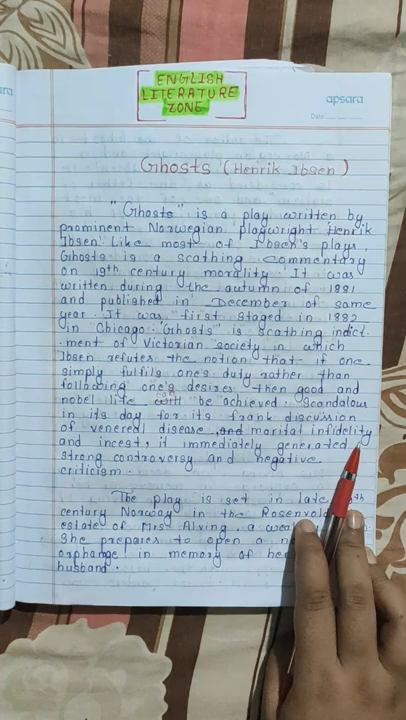 ENGLISH
LITERATURE
ZONE
apsara
Date
Ghosts (Henrik Ibsen)
"Ghosts" is a play written by
prominent Norwegian playwright Henrik
Ibsen. Like most of Ibsen's plays,
Ghosts is a scathing commentary
on 19th century morality. It was
written during the autumn of 1881
and published in December of same
year. It was first staged in 1882
in Chicago. "Ghosts" is scathing indict
-ment of Victorian society in which
Ibsen refutes the notion that if one
simply fulfils one's duty rather than
following one's desires then good and
nobel life will be achieved. Scandalous
in its day for its frank discussion
of venereal disease, and marital infidelity
and incest, it immediately generated
strong controversy and negative
criticism.
The play is set in late
century Norway in the
estate of Mrs Alving, a
She prepares to open a
orphange in memory of
husband.